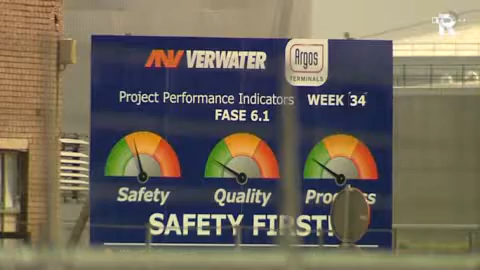 VERWATER
Argos
TERMINALS
Project Performance Indicators WEEK '34
FASE 6.1
Safety Quality
SAFETY FIRST!